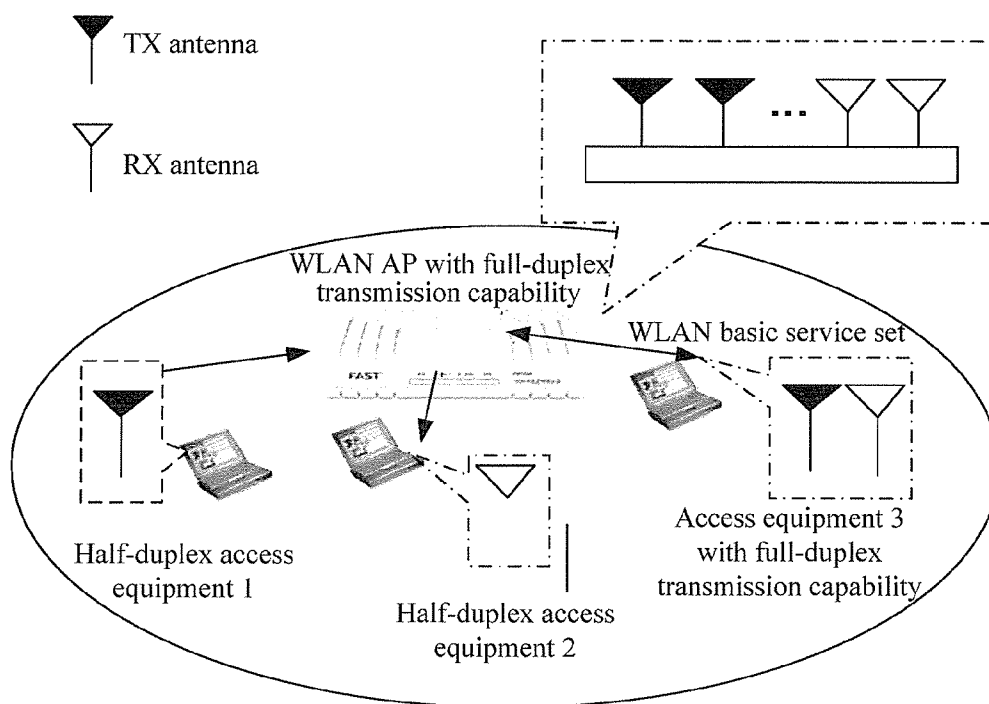 TX antenna
RX antenna
WLAN AP with full-duplex
transmission capability
WLAN basic service set
FAST
Half-duplex access
equipment 1
Half-duplex access
equipment 2
Access equipment 3
with full-duplex
transmission capability